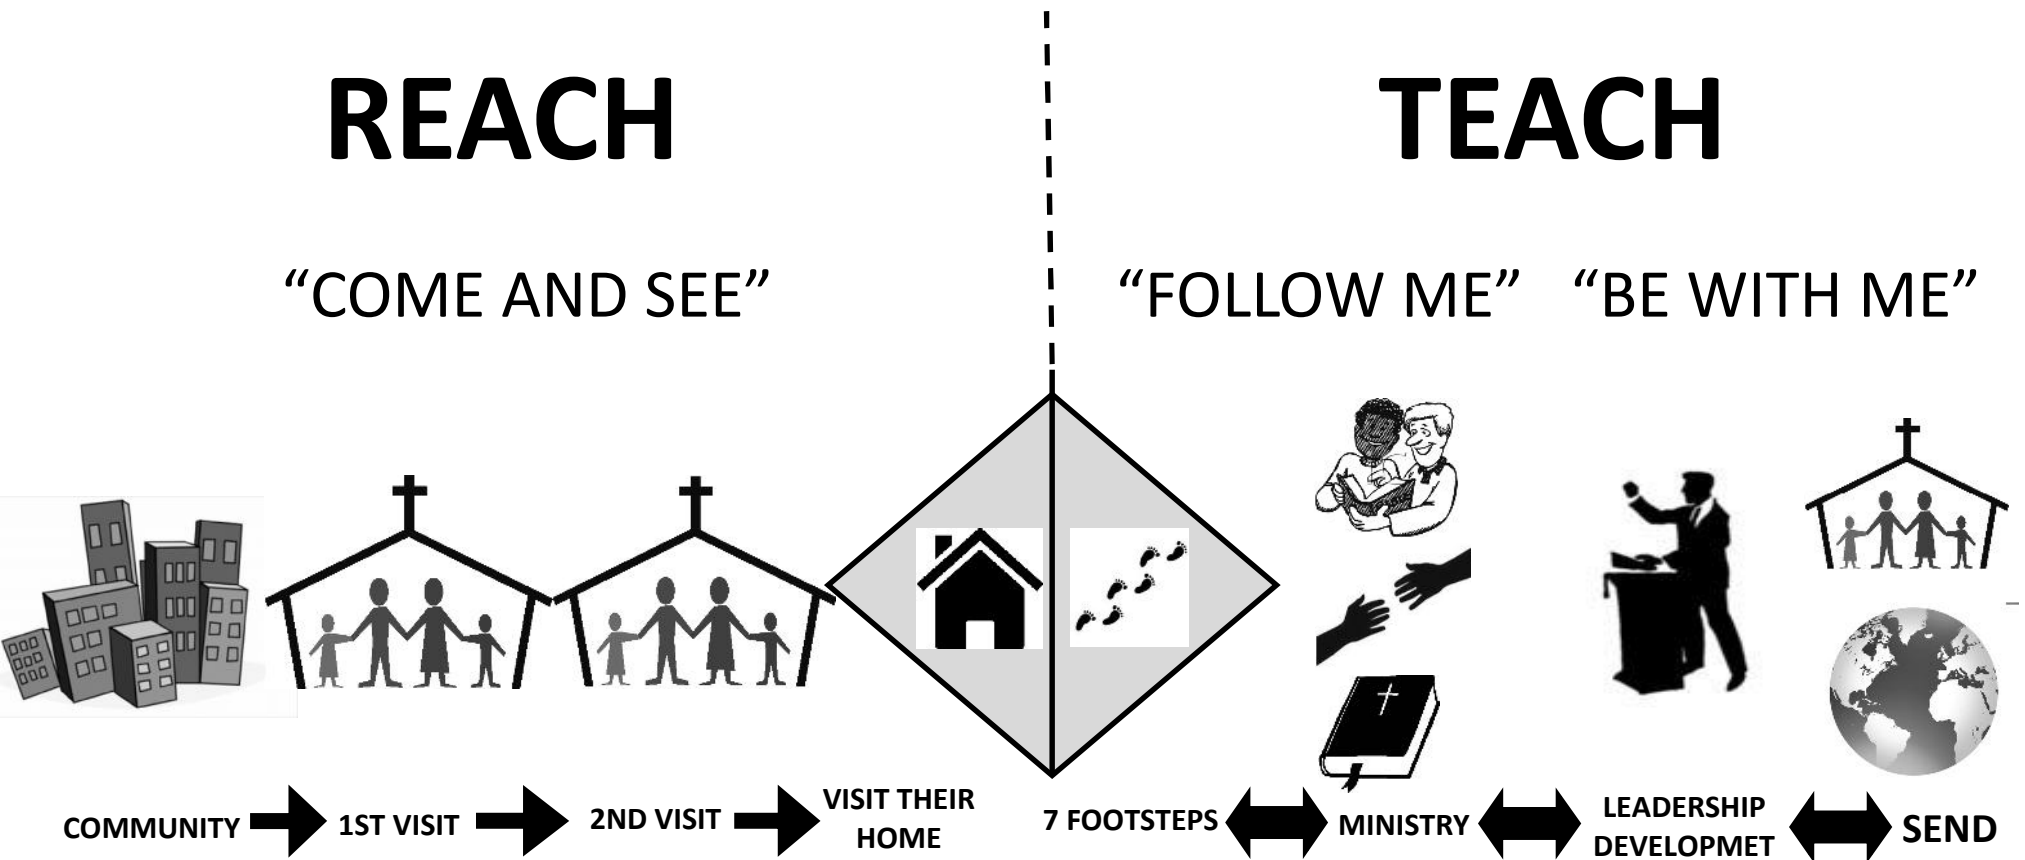 REACH
TEACH
“COME AND SEE”
“FOLLOW ME”
“BE WITH ME”
COMMUNITY
1ST VISIT
2ND VISIT
VISIT THEIR
HOME
7 FOOTSTEPS
MINISTRY
LEADERSHIP
DEVELOPMET
SEND